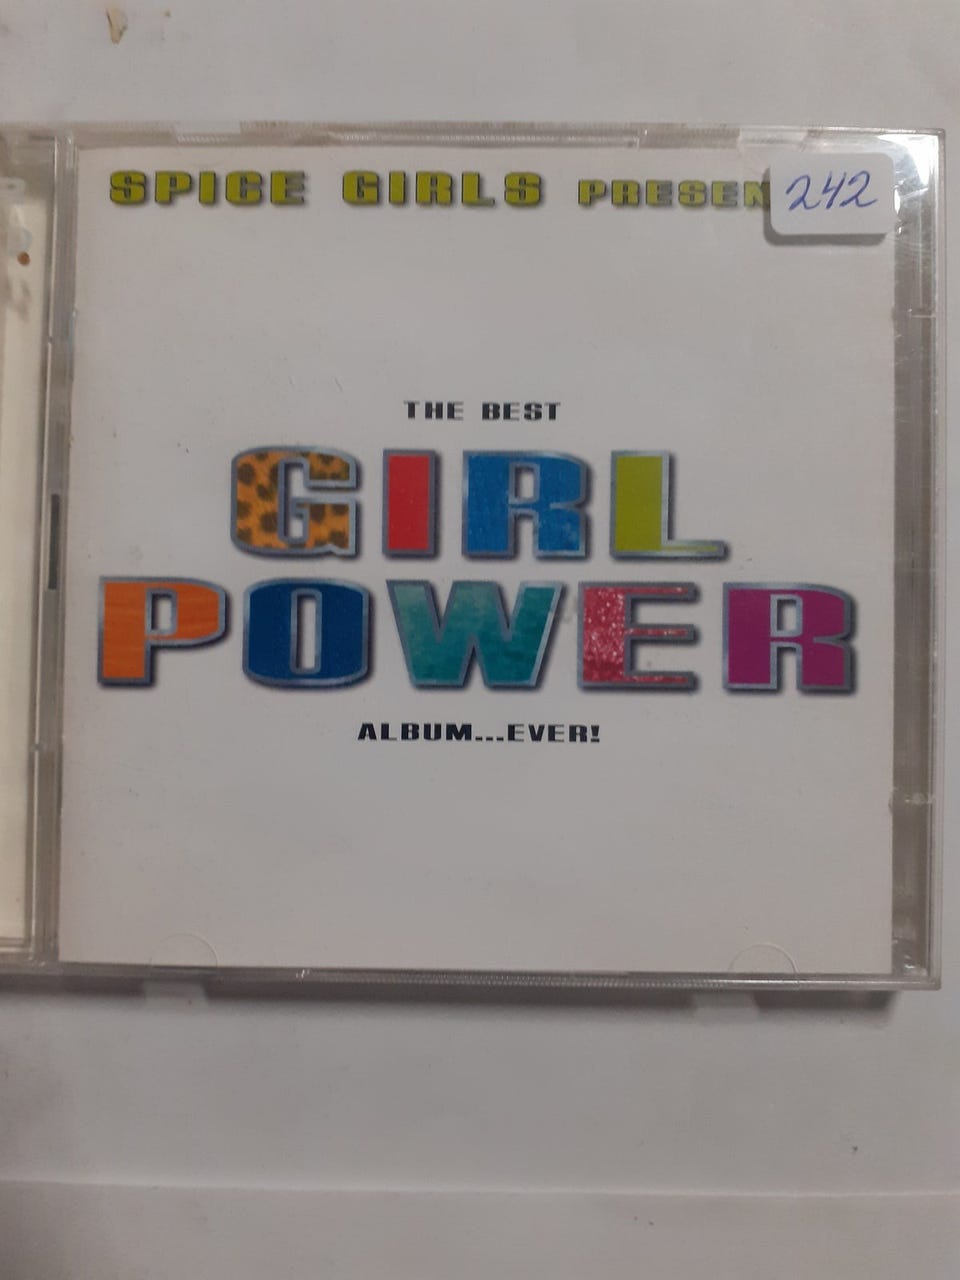 SPICE GIRLS PRESEN
242
THE BEST
GIRL
POWER
ALBUM...EVER!